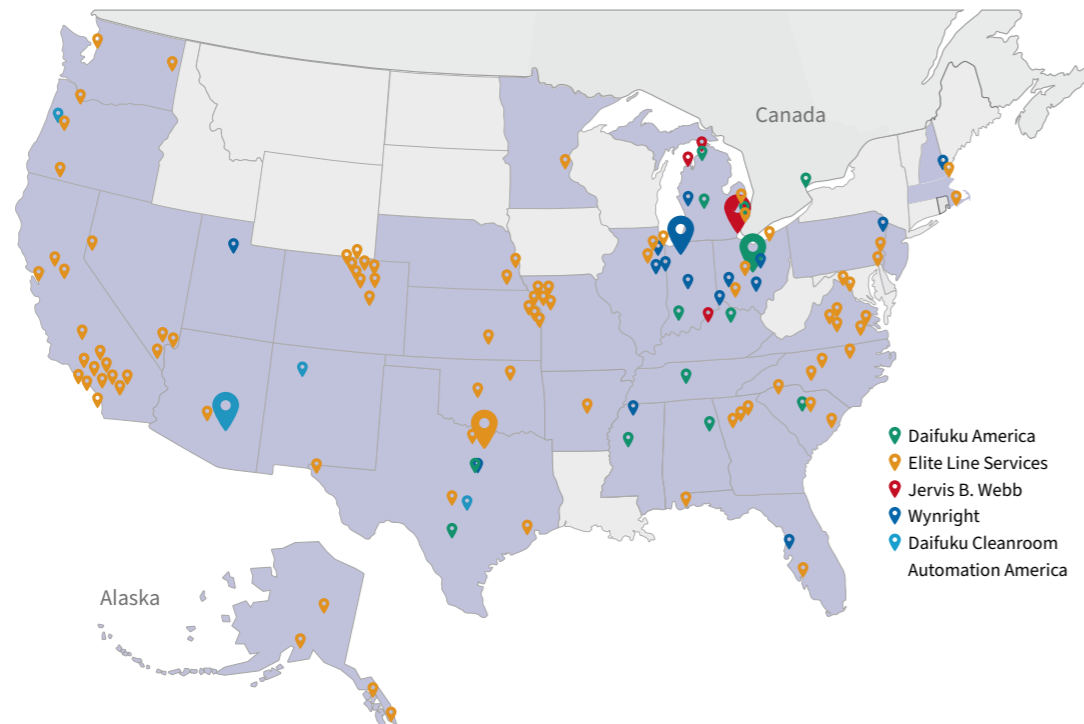 Canada
Daifuku America
Elite Line Services
Jervis B. Webb
Wynright
Daifuku Cleanroom
Automation America
Alaska